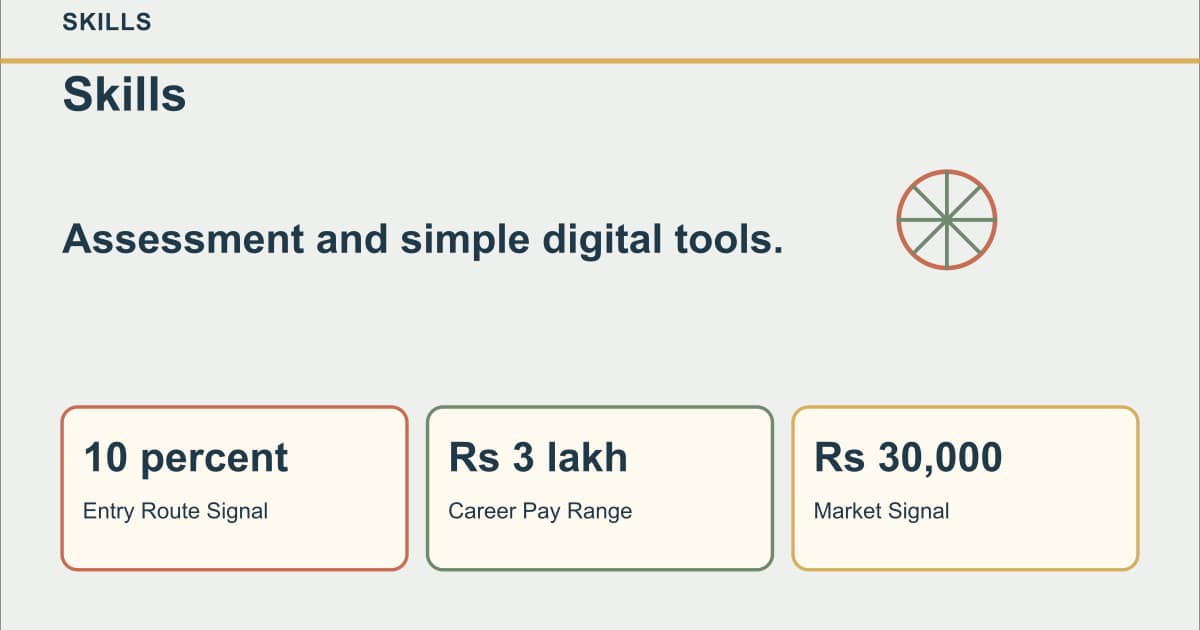 SKILLS
Skills
Assessment and simple digital tools.
10 percent
Entry Route Signal
Rs 3 lakh
Career Pay Range
Rs 30,000
Market Signal